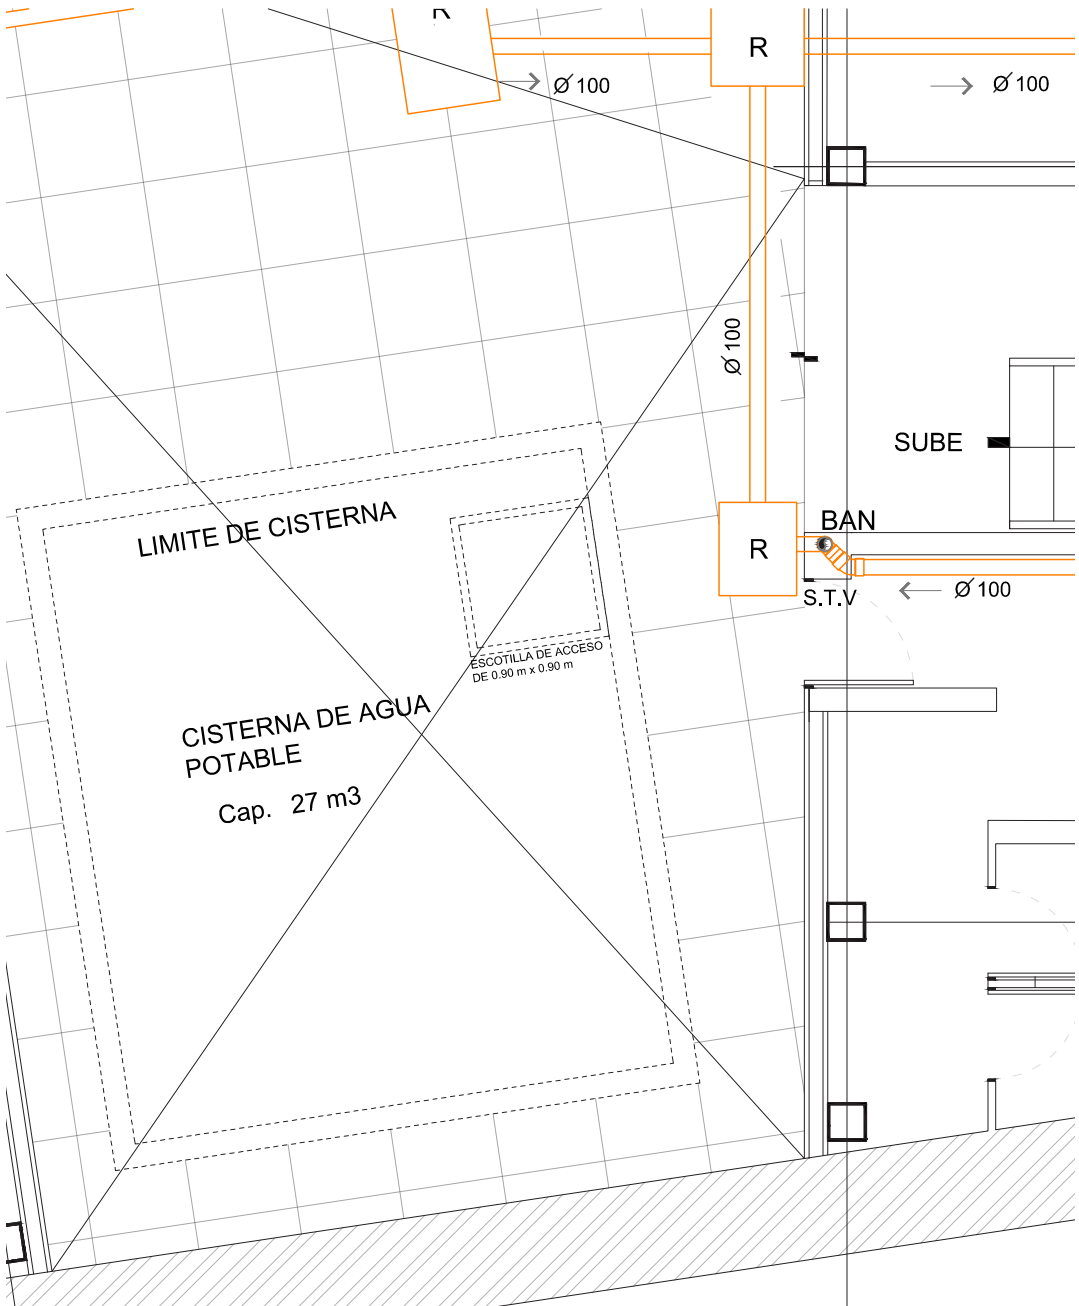 R
R
Ø 100
Ø 100
Ø 100
SUBE
LIMITE DE CISTERNA
BAN
R
S.T.V
Ø 100
ESCOTILLA DE ACCESO
DE 0.90 m x 0.90 m
CISTERNA DE AGUA
POTABLE
Cap. 27 m3